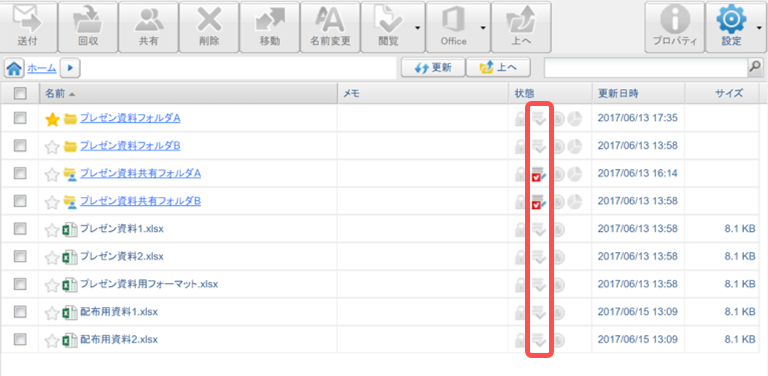 送付 回収 共有 削除 移動 名前変更 閲覧 Office 上へ プロパティ 設定
ホーム 更新 上へ
名前 メモ 状態 更新日時 サイズ
プレゼン資料フォルダA 2017/06/13 17:35
プレゼン資料フォルダB 2017/06/13 13:58
プレゼン資料共有フォルダA 2017/06/13 16:14
プレゼン資料共有フォルダB 2017/06/13 13:58
プレゼン資料1.xlsx 2017/06/13 13:58 8.1 KB
プレゼン資料2.xlsx 2017/06/13 13:58 8.1 KB
プレゼン資料用フォーマット.xlsx 2017/06/13 13:58 8.1 KB
配布用資料1.xlsx 2017/06/15 13:09 8.1 KB
配布用資料2.xlsx 2017/06/15 13:09 8.1 KB